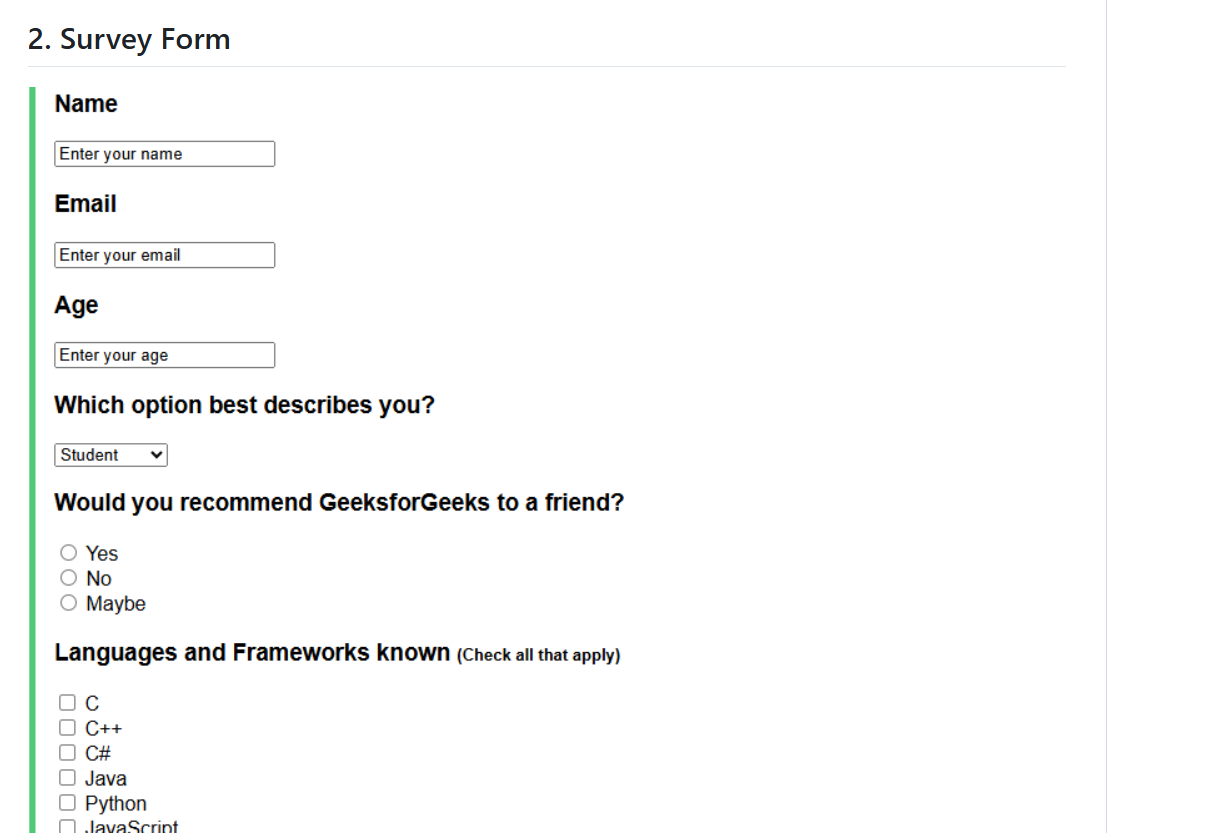 2. Survey Form
Name
Enter your name
Email
Enter your email
Age
Enter your age
Which option best describes you?
Student
Would you recommend GeeksforGeeks to a friend?
Yes
No
Maybe
Languages and Frameworks known (Check all that apply)
C
C++
C#
Java
Python
JavaScript